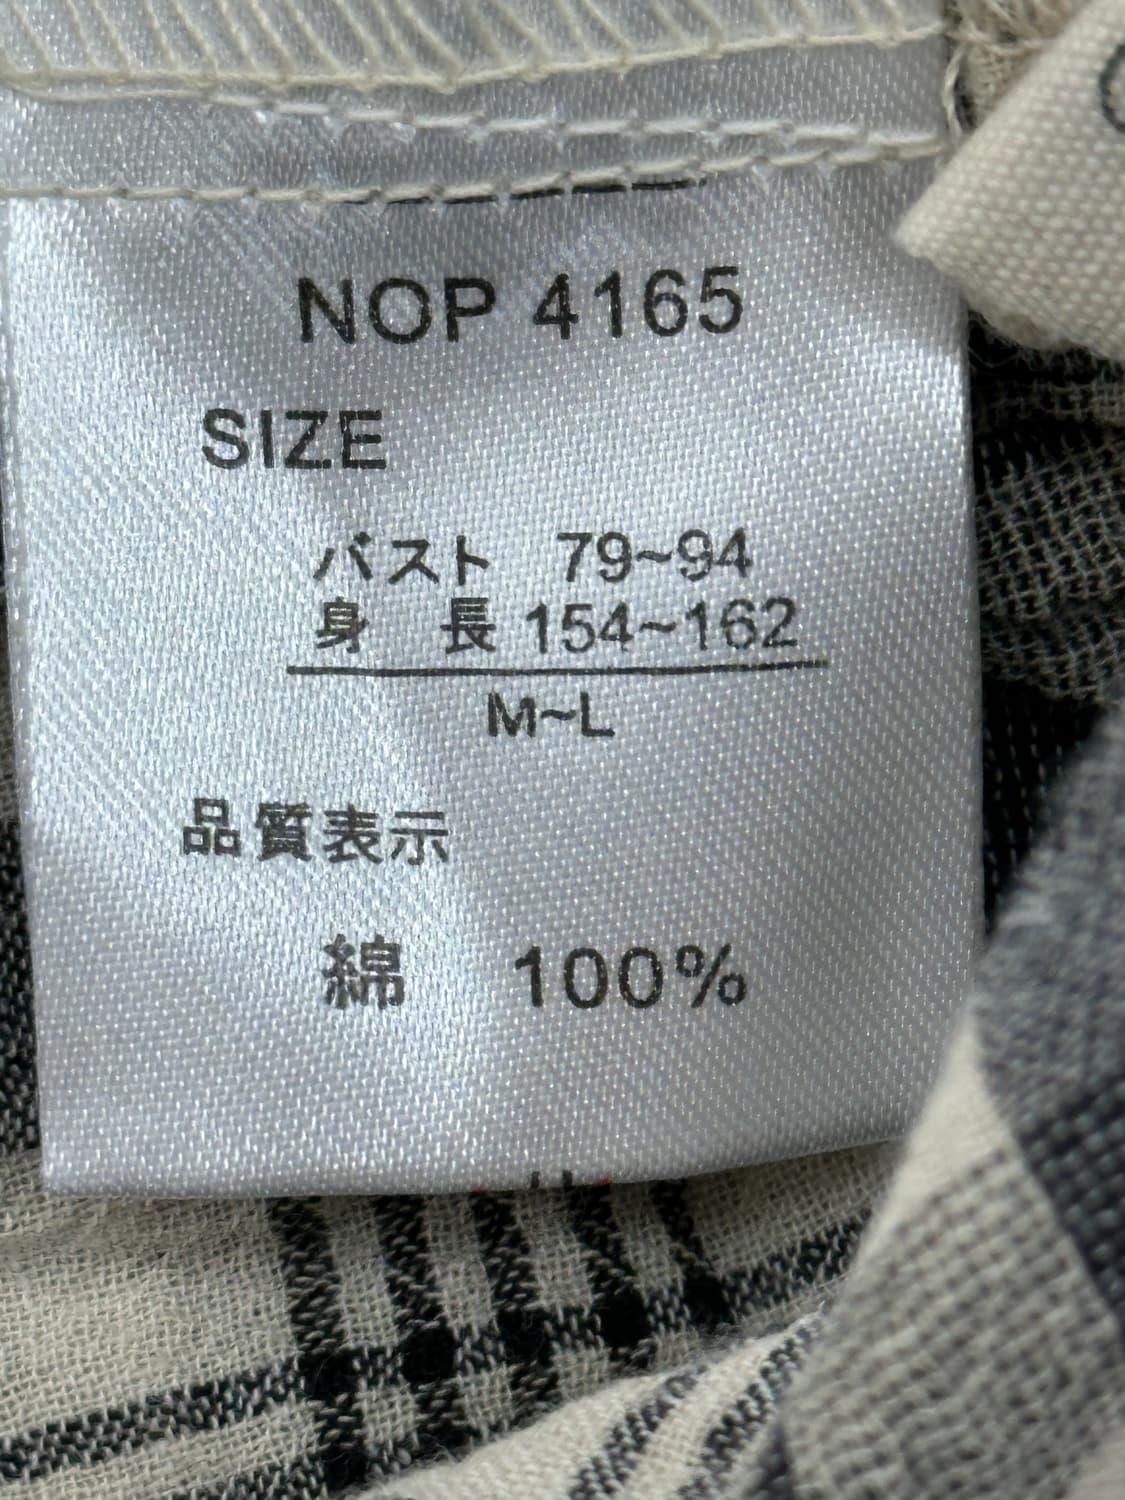 NOP 4165
SIZE
バスト 79~94
身 長 154~162
M~L
品質表示
綿 100%